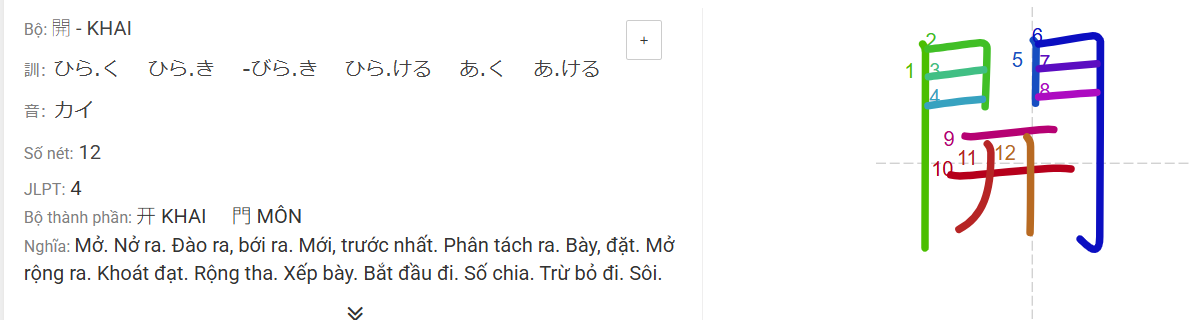 Bộ: 開 - KHAI
+
訓: ひら.く ひら.き -びら.き ひら.ける あ.く あ.ける
音: カイ
Số nét: 12
JLPT: 4
Bộ thành phần: 开 KHAI 門 MÔN
Nghĩa: Mở. Nở ra. Đào ra, bới ra. Mới, trước nhất. Phân tách ra. Bày, đặt. Mở
rộng ra. Khoát đạt. Rộng tha. Xếp bày. Bắt đầu đi. Số chia. Trừ bỏ đi. Sôi.
開
1 2 3 4 5 6 7 8 9 10 11 12